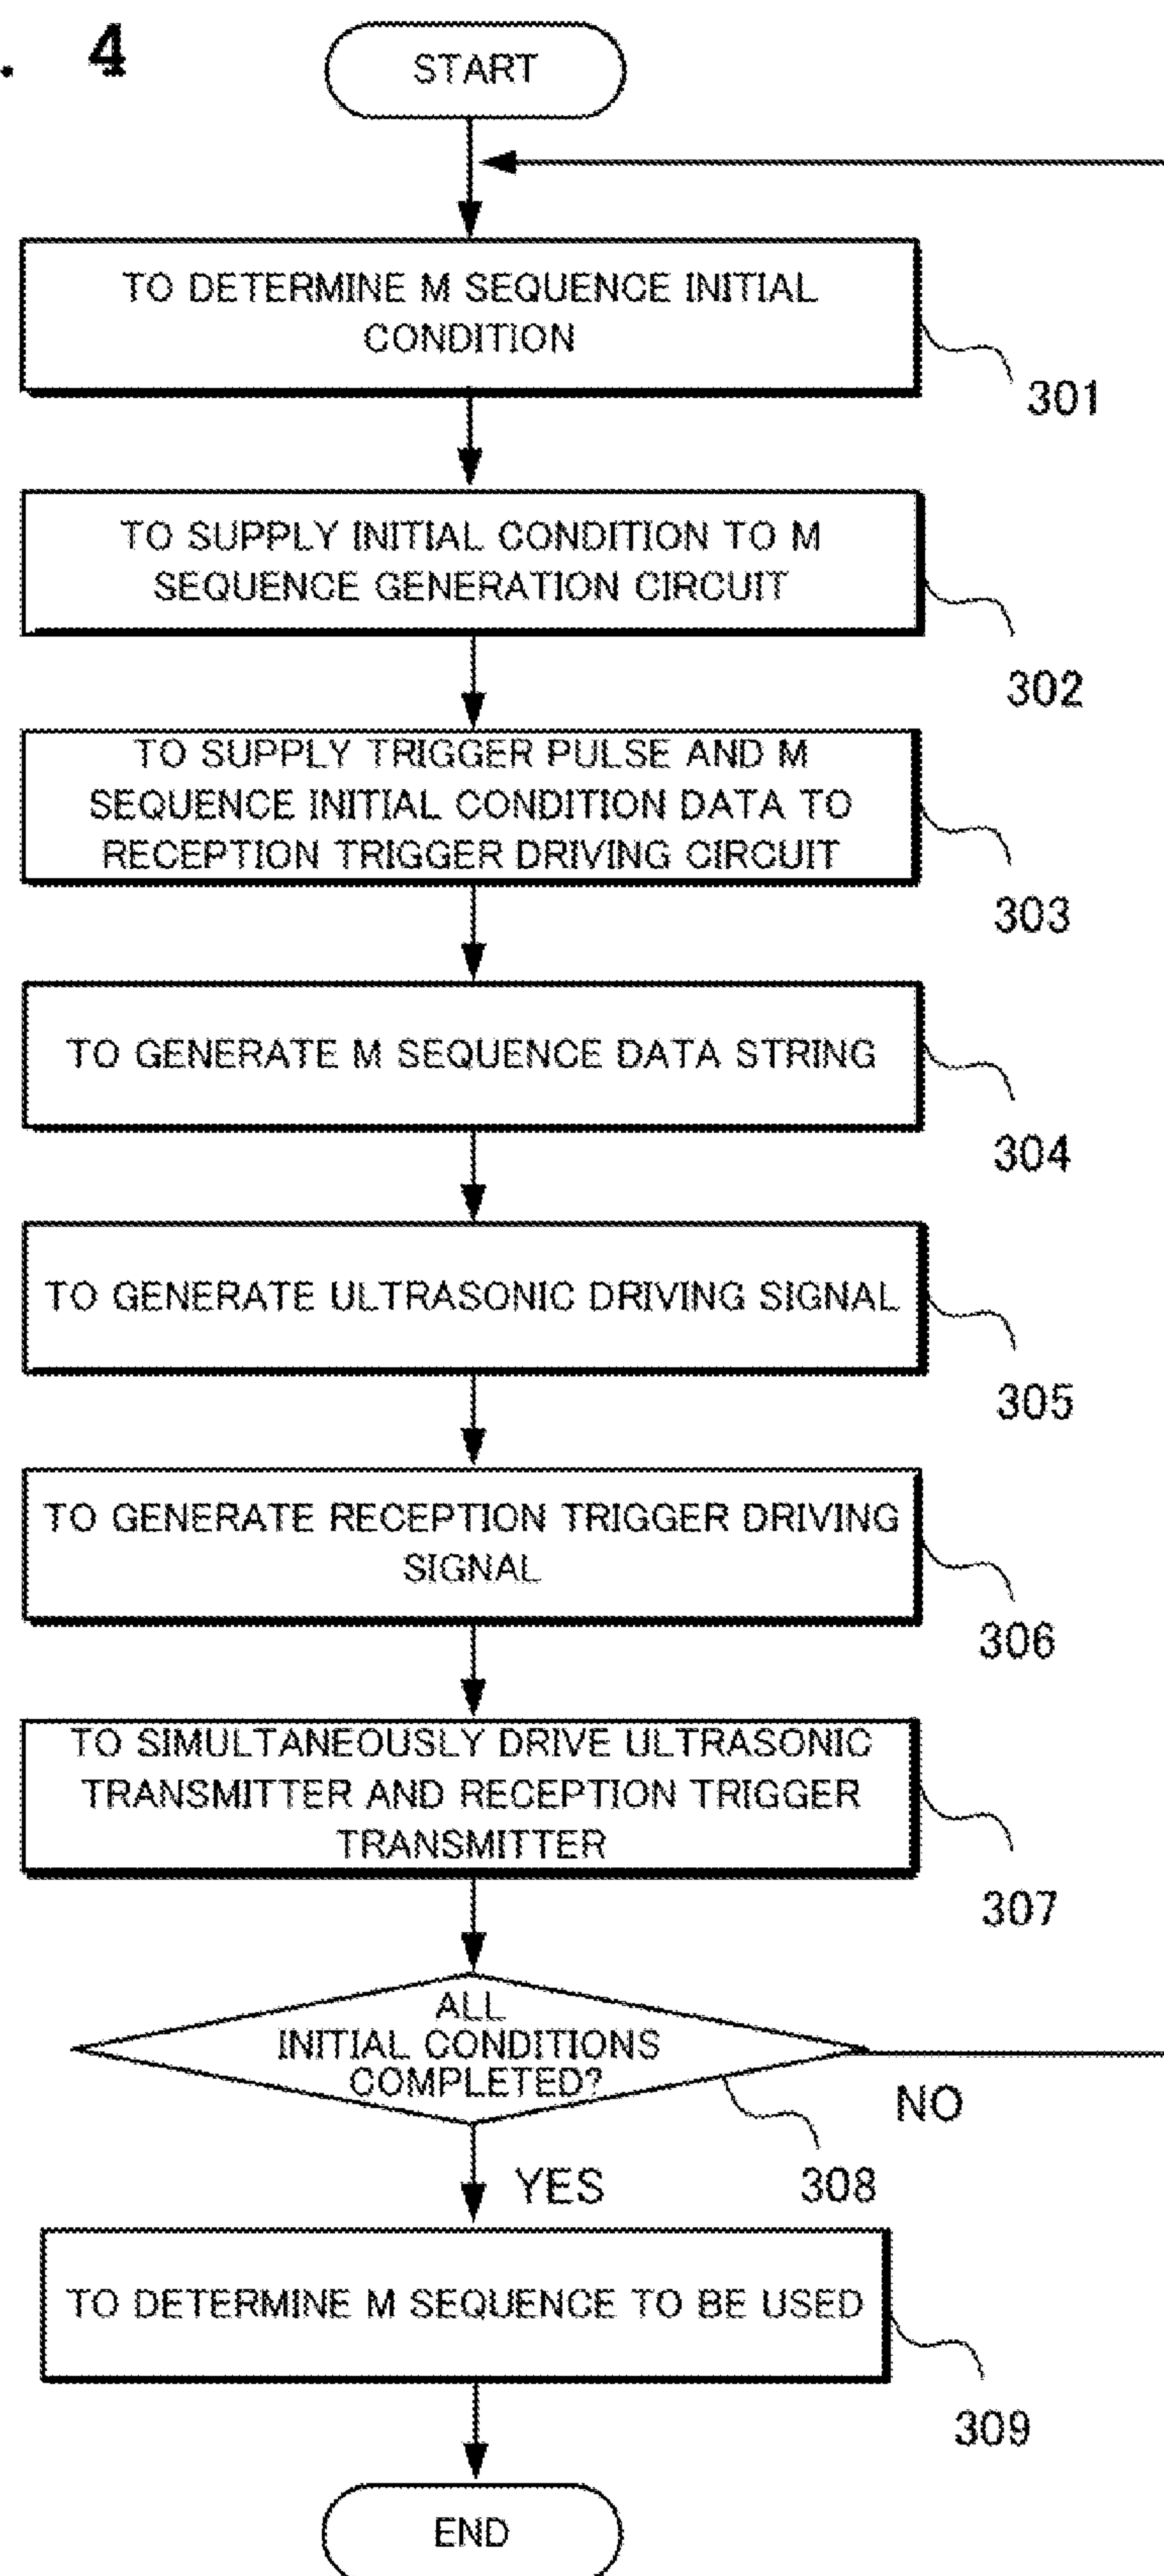 . 4
START
TO DETERMINE M SEQUENCE INITIAL
CONDITION
301
TO SUPPLY INITIAL CONDITION TO M
SEQUENCE GENERATION CIRCUIT
302
TO SUPPLY TRIGGER PULSE AND M
SEQUENCE INITIAL CONDITION DATA TO
RECEPTION TRIGGER DRIVING CIRCUIT
303
TO GENERATE M SEQUENCE DATA STRING
304
TO GENERATE ULTRASONIC DRIVING SIGNAL
305
TO GENERATE RECEPTION TRIGGER DRIVING
SIGNAL
306
TO SIMULTANEOUSLY DRIVE ULTRASONIC
TRANSMITTER AND RECEPTION TRIGGER
TRANSMITTER
307
ALL
INITIAL CONDITIONS
COMPLETED?
NO
308
YES
TO DETERMINE M SEQUENCE TO BE USED
309
END